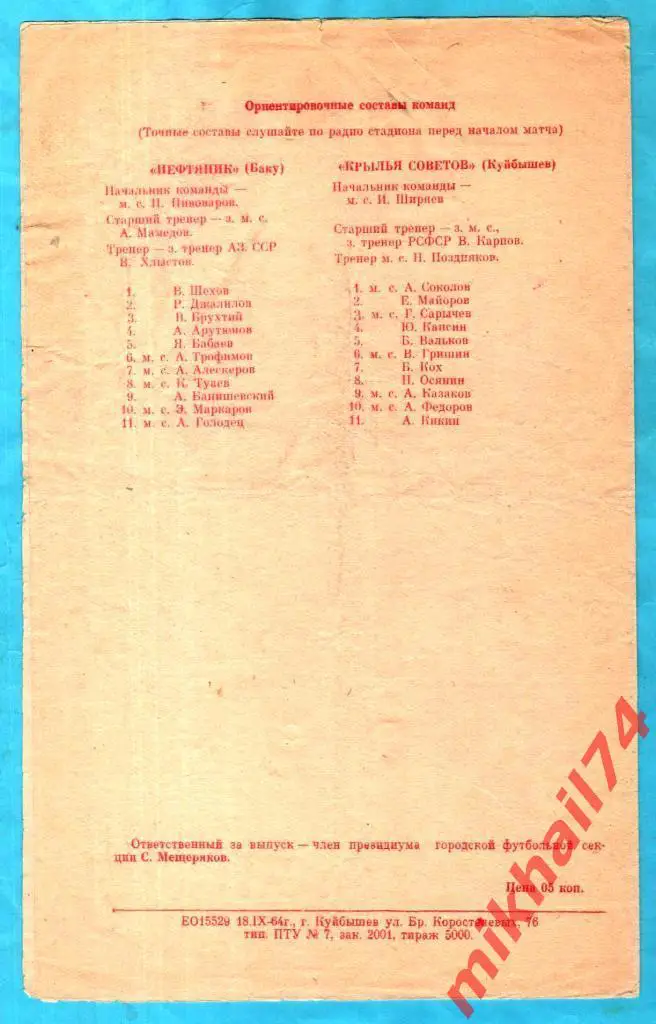 Ориентировочные составы команд
(Точные составы слушайте по радио стадиона перед началом матча)
«НЕФТЯНИК» (Баку)
Начальник команды —
м. с. П. Пивоваров.
Старший тренер — з. м. с.
А. Мамедов.
Тренер — з. тренер АЗ. ССР
В. Хлыстов.
1. В. Шехов
2. Р. Джалилов
3. В. Брухтий
4. А. Арутямов
5. Я. Бабаев
6. м. с. А. Трофимов
7. м. с. А. Алескеров
8. м. с. К. Туаев
9. А. Банишевский
10. м. с. Э. Маркаров
11. м. с. А. Голодец
«КРЫЛЬЯ СОВЕТОВ» (Куйбышев)
Начальник команды —
м. с. И. Ширяев
Старший тренер — з. м. с.,
з. тренер РСФСР В. Карпов.
Тренер м. с. Н. Поздняков.
1. м. с. А. Соколов
2. Е. Майоров
3. м. с. Г. Сарычев
4. Ю. Капсин
5. Б. Вальков
6. м. с. В. Гришин
7. Б. Кох
8. Н. Осянин
9. м. с. А. Казаков
10. м. с. А. Федоров
11. А. Кикин
Ответственный за выпуск — член президиума городской футбольной сек-
ции С. Мещеряков.
Цена 05 коп.
ЕО15529 18.IX-64г., г. Куйбышев ул. Бр. Коростелевых, 76
тип. ПТУ № 7, зак. 2001, тираж 5000.
mikhail74